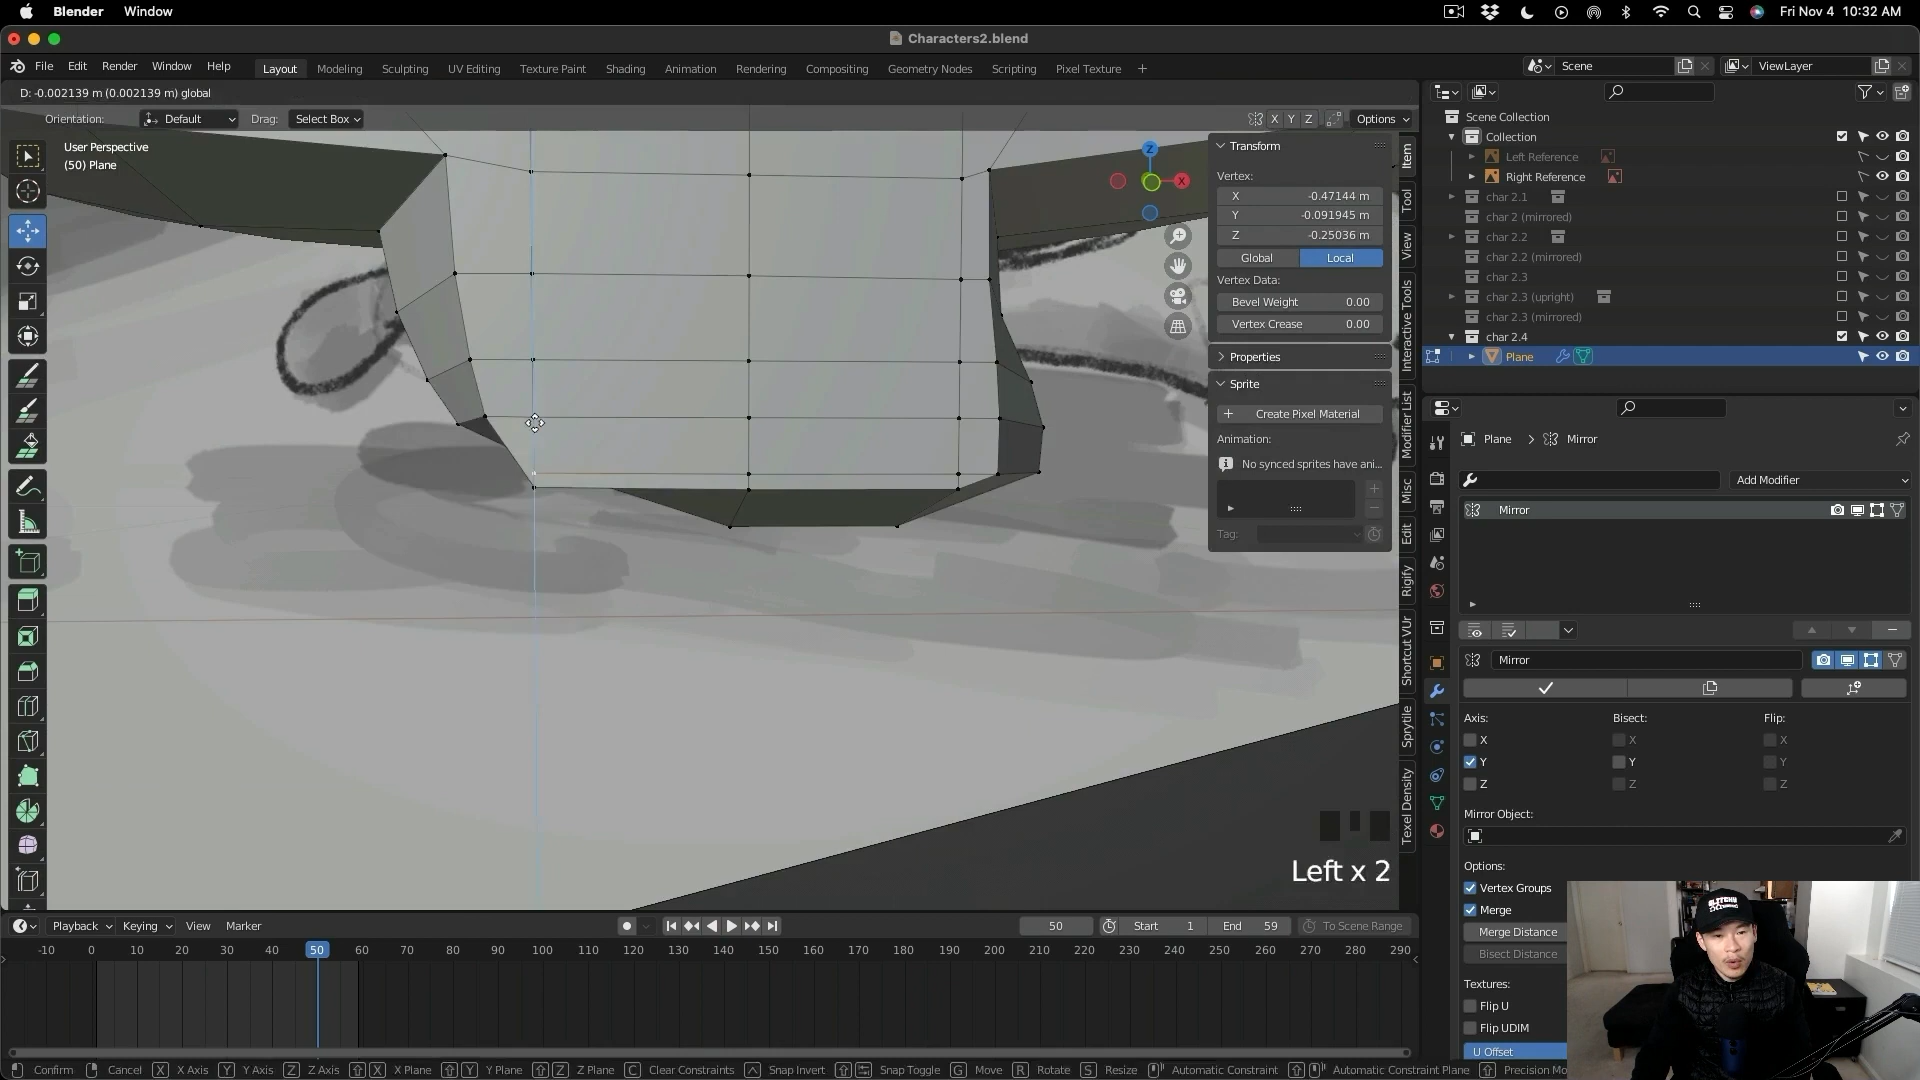 Blender Window Fri Nov 4 10:32 AM
Characters2.blend
File Edit Render Window Help Layout Modeling Sculpting UV Editing Texture Paint Shading Animation Rendering Compositing Geometry Nodes Scripting Pixel Texture + Scene ViewLayer
D: -0.002139 m (0.002139 m) global
Orientation: Default Drag: Select Box X Y Z Options
User Perspective
(50) Plane
Z
X
Transform
Vertex:
X -0.47144 m
Y -0.091945 m
Z -0.25036 m
Global Local
Vertex Data:
Bevel Weight 0.00
Vertex Crease 0.00
Properties
Sprite
+ Create Pixel Material
Animation:
No synced sprites have ani...
Tag:
Item
Tool
View
Interactive Tools
Modifier List
Misc
Edit
Rigify
Shortcut VUr
Sprytile
Texel Density
Left x 2
Scene Collection
Collection
Left Reference
Right Reference
char 2.1
char 2 (mirrored)
char 2.2
char 2.2 (mirrored)
char 2.3
char 2.3 (upright)
char 2.3 (mirrored)
char 2.4
Plane
Plane > Mirror
Add Modifier
Mirror
Mirror
Axis: Bisect: Flip:
X X X
Y Y Y
Z Z Z
Mirror Object:
Options:
Vertex Groups
Merge
Merge Distance
Bisect Distance
Textures:
Flip U
Flip UDIM
U Offset
Playback Keying View Marker 50 Start 1 End 59 To Scene Range
-10 0 10 20 30 40 50 60 70 80 90 100 110 120 130 140 150 160 170 180 190 200 210 220 230 240 250 260 270 280 290
Confirm Cancel X X Axis Y Y Axis Z Z Axis X X Plane Y Y Plane Z Z Plane C Clear Constraints Snap Invert Snap Toggle G Move R Rotate S Resize Automatic Constraint Automatic Constraint Plane Precision Mo